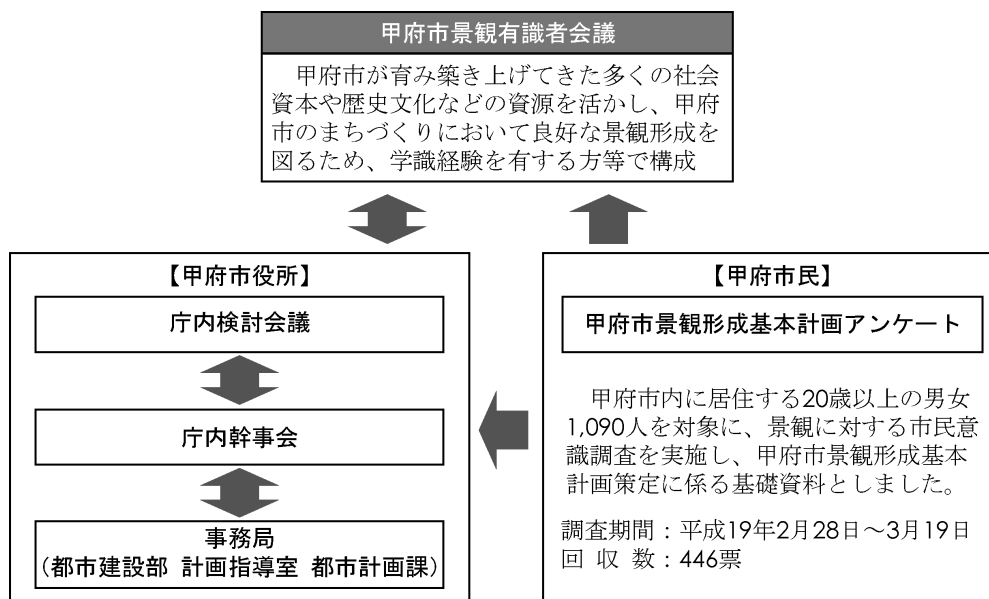 甲府市景観有識者会議
甲府市が育み築き上げてきた多くの社会
資本や歴史文化などの資源を活かし、甲府
市のまちづくりにおいて良好な景観形成を
図るため、学識経験を有する方等で構成
【甲府市役所】
庁内検討会議
庁内幹事会
事務局
（都市建設部 計画指導室 都市計画課）
【甲府市民】
甲府市景観形成基本計画アンケート
甲府市内に居住する20歳以上の男女
1,090人を対象に、景観に対する市民意
識調査を実施し、甲府市景観形成基本
計画策定に係る基礎資料としました。
調査期間：平成19年2月28日～3月19日
回 収 数：446票